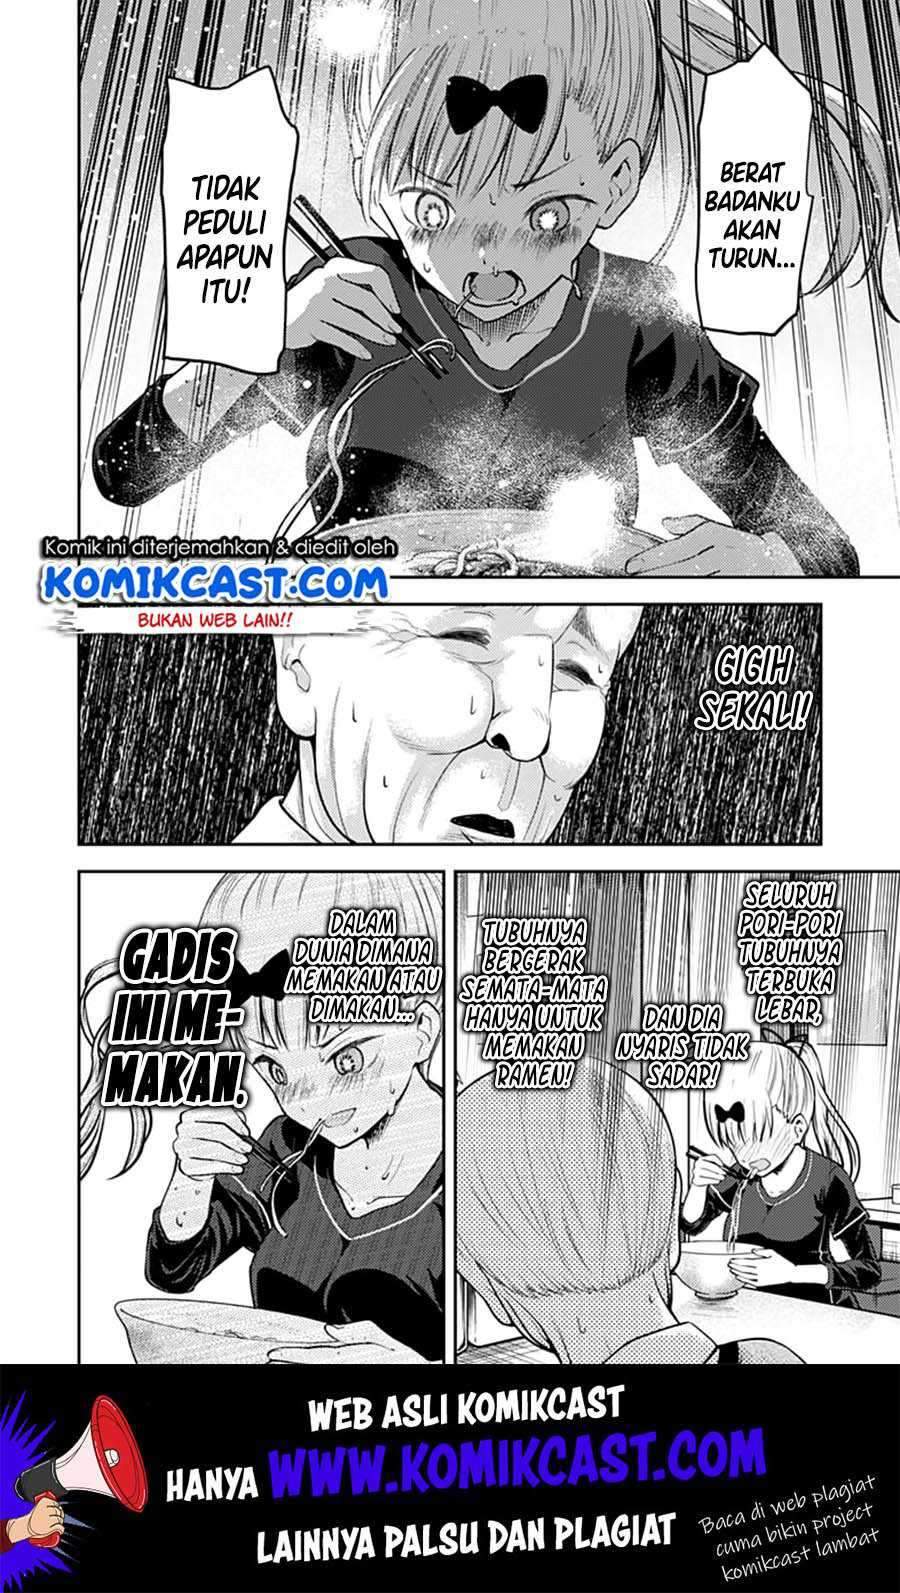 BERAT
BADANKU
AKAN
TURUN...
TIDAK
PEDULI
APAPUN
ITU!
Komik ini diterjemahkan & diedit oleh
KOMIKCAST.COM
BUKAN WEB LAIN!!
GIGIH
SEKALI!
SELURUH
PORI-PORI
TUBUHNYA
TERBUKA
LEBAR,
DAN DIA
NYARIS TIDAK
SADAR!
TUBUHNYA
BERGERAK
SEMATA-MATA
HANYA UNTUK
MEMAKAN
RAMEN!
DALAM
DUNIA DIMANA
MEMAKAN ATAU
DIMAKAN...
GADIS
INI ME-
MAKAN.
WEB ASLI KOMIKCAST
HANYA WWW.KOMIKCAST.COM
LAINNYA PALSU DAN PLAGIAT
Baca di web plagiat
cuma bikin project
komikcast lambat